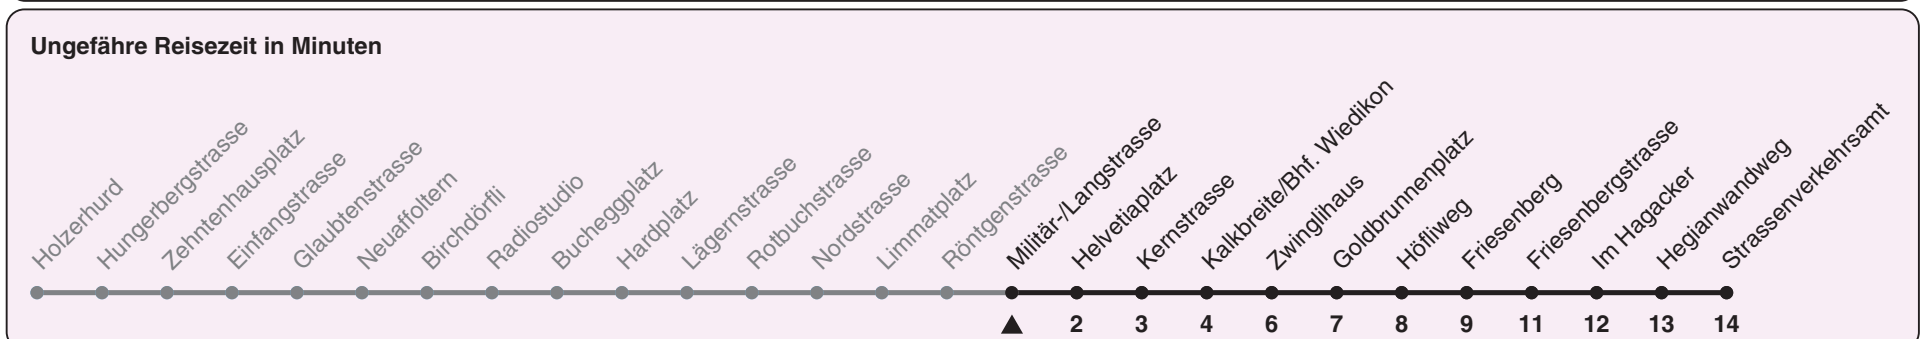 Ungefähre Reisezeit in Minuten
Holzerhurd
Hungerbergstrasse
Zehntenhausplatz
Einfangstrasse
Glaubtenstrasse
Neuaffoltern
Birchdörfli
Radiostudio
Bucheggplatz
Hardplatz
Lägernstrasse
Rotbuchstrasse
Nordstrasse
Limmatplatz
Röntgenstrasse
Militär-/Langstrasse
Helvetiaplatz
Kernstrasse
Kalkbreite/Bhf. Wiedikon
Zwinglihaus
Goldbrunnenplatz
Höfliweg
Friesenberg
Friesenbergstrasse
Im Hagacker
Hegianwandweg
Strassenverkehrsamt
2 3 4 6 7 8 9 11 12 13 14